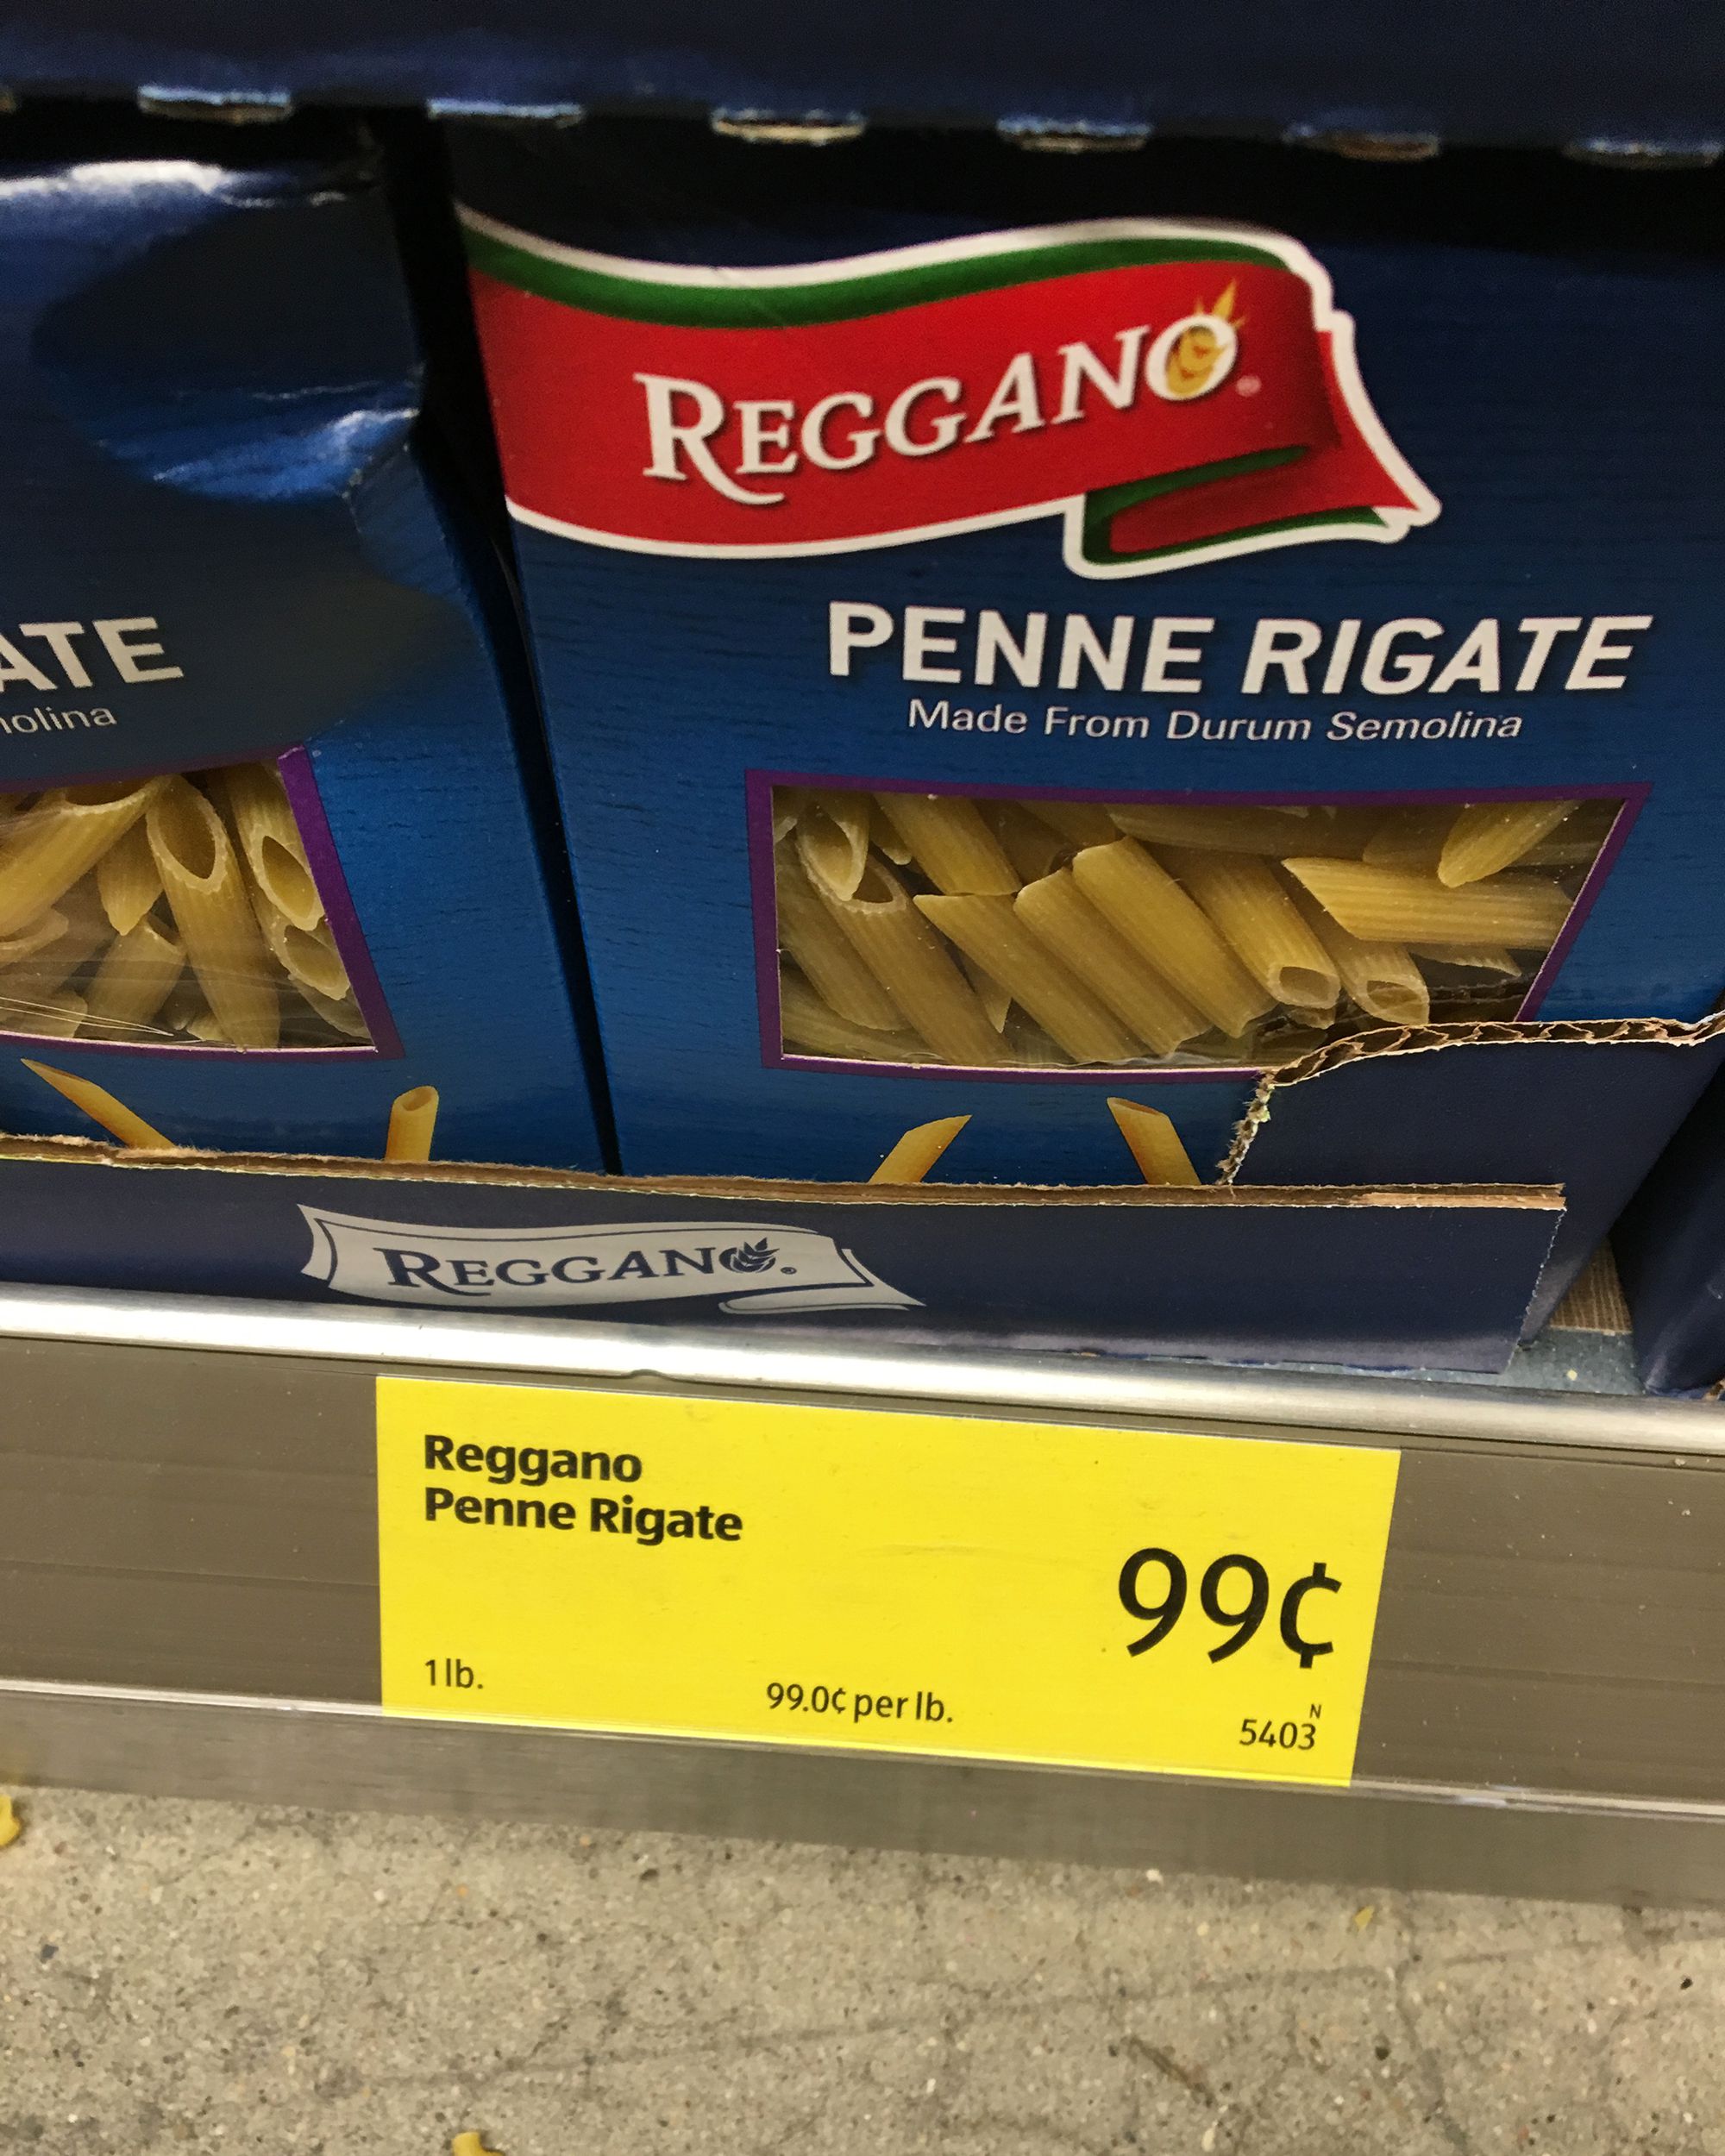 REGGANO®
PENNE RIGATE
Made From Durum Semolina
ATE
nolina
REGGANO®
Reggano
Penne Rigate
99¢
1 lb.
99.0¢ per lb.
N
5403